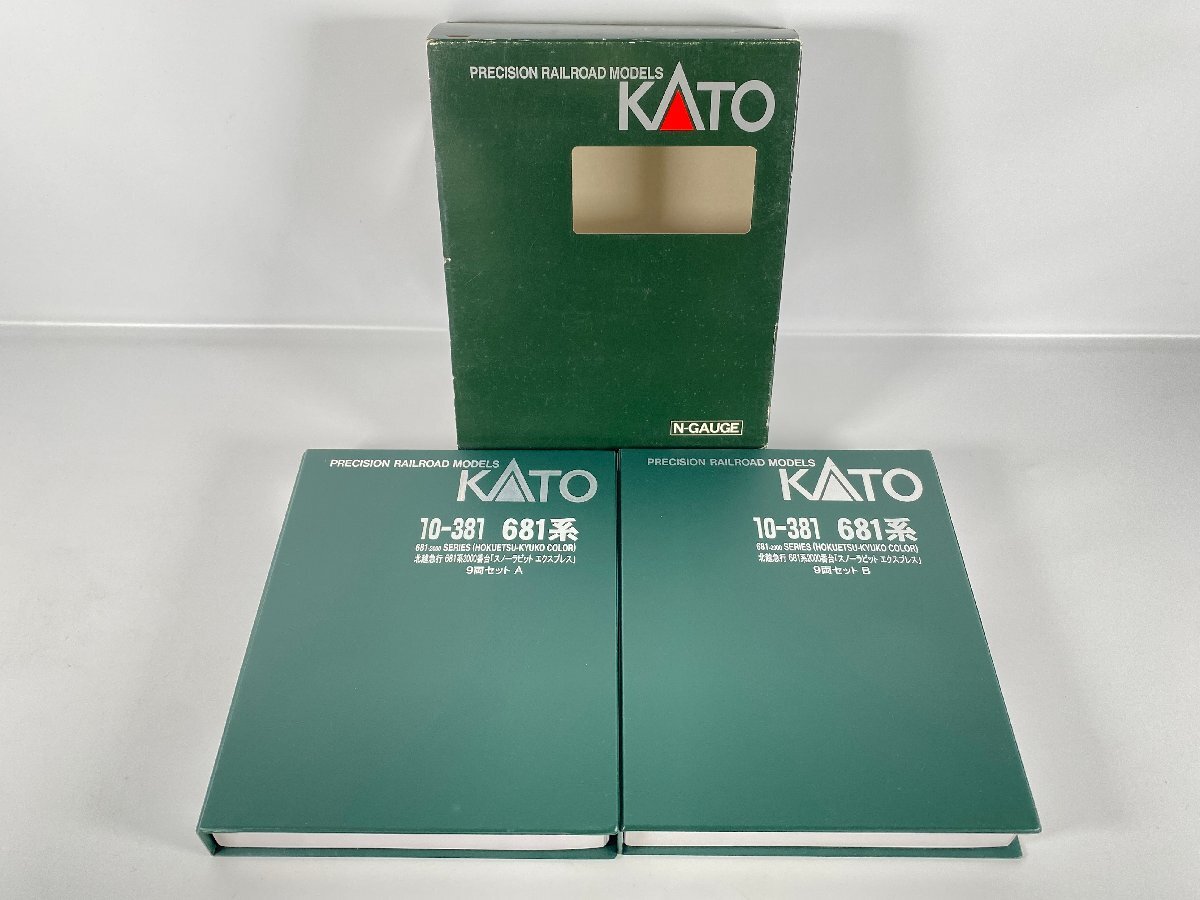 PRECISION RAILROAD MODELS
KATO
N-GAUGE
PRECISION RAILROAD MODELS
KATO
10-381 681系
681-2000 SERIES (HOKUETSU-KYUKO COLOR)
北越急行 681系2000番台「スノーラビット エクスプレス」
9両セット A
PRECISION RAILROAD MODELS
KATO
10-381 681系
681-2000 SERIES (HOKUETSU-KYUKO COLOR)
北越急行 681系2000番台「スノーラビット エクスプレス」
9両セット B